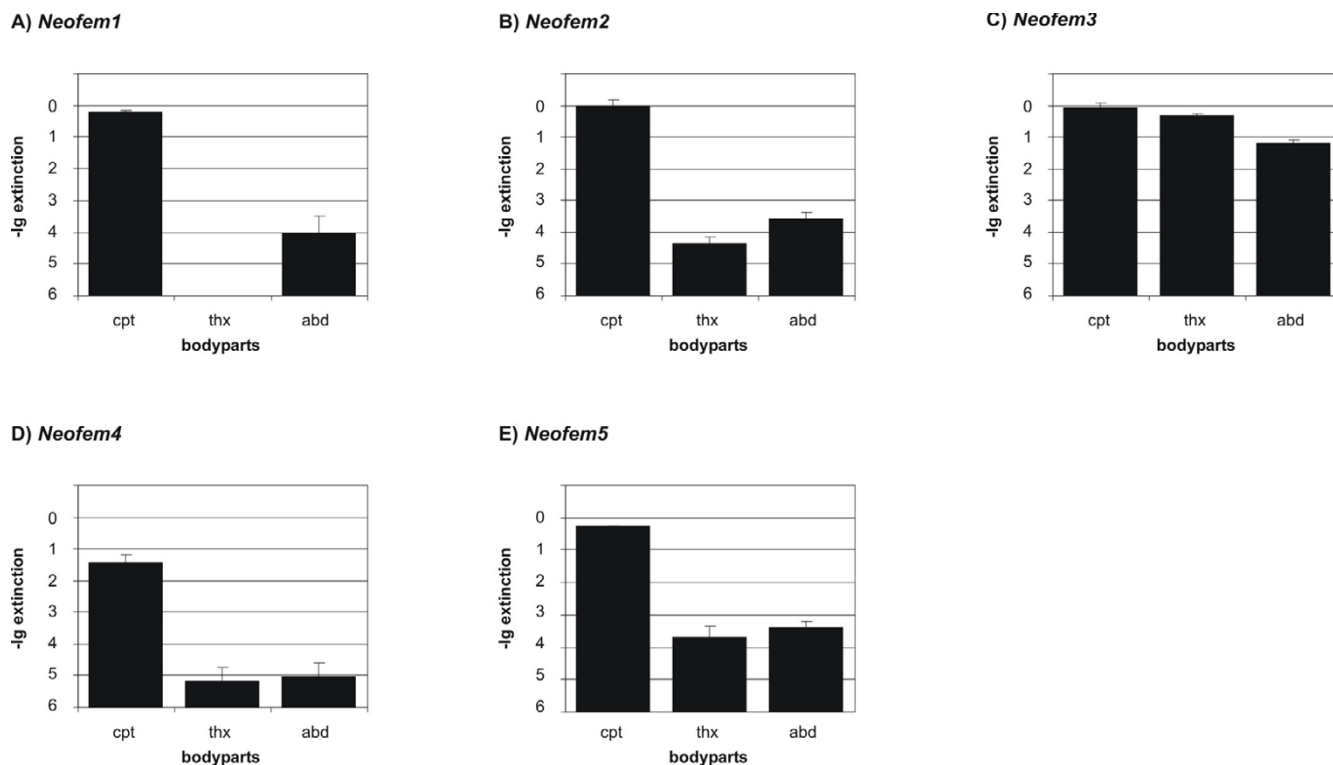 A) Neofem1
-lg extinction
0
1
2
3
4
5
6
cpt thx abd
bodyparts
B) Neofem2
-lg extinction
0
1
2
3
4
5
6
cpt thx abd
bodyparts
C) Neofem3
-lg extinction
0
1
2
3
4
5
6
cpt thx abd
bodyparts
D) Neofem4
-lg extinction
0
1
2
3
4
5
6
cpt thx abd
bodyparts
E) Neofem5
-lg extinction
0
1
2
3
4
5
6
cpt thx abd
bodyparts